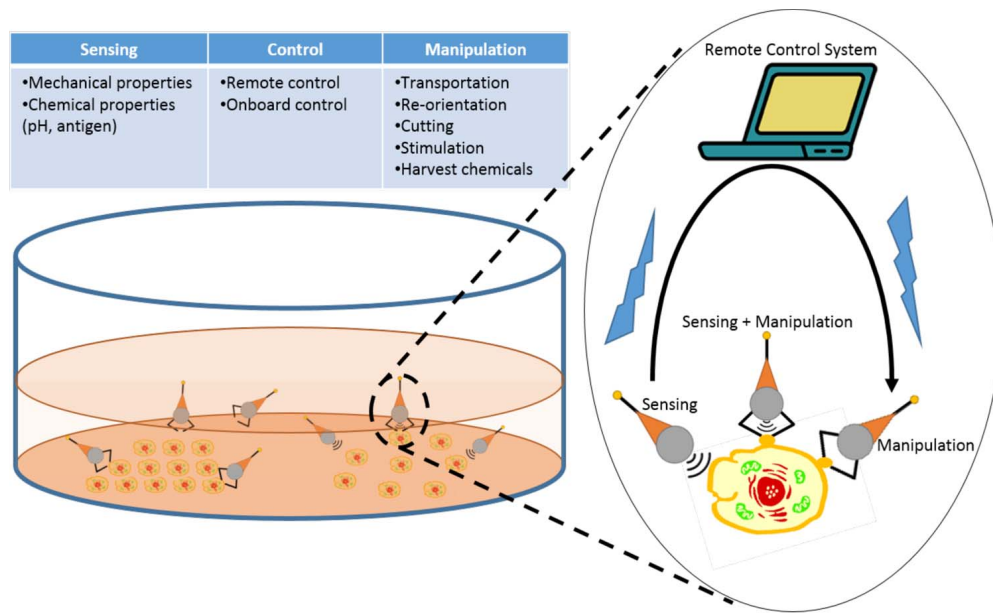 Sensing
Control
Manipulation
•Mechanical properties
•Chemical properties
(pH, antigen)
•Remote control
•Onboard control
•Transportation
•Re-orientation
•Cutting
•Stimulation
•Harvest chemicals
Remote Control System
Sensing + Manipulation
Sensing
Manipulation